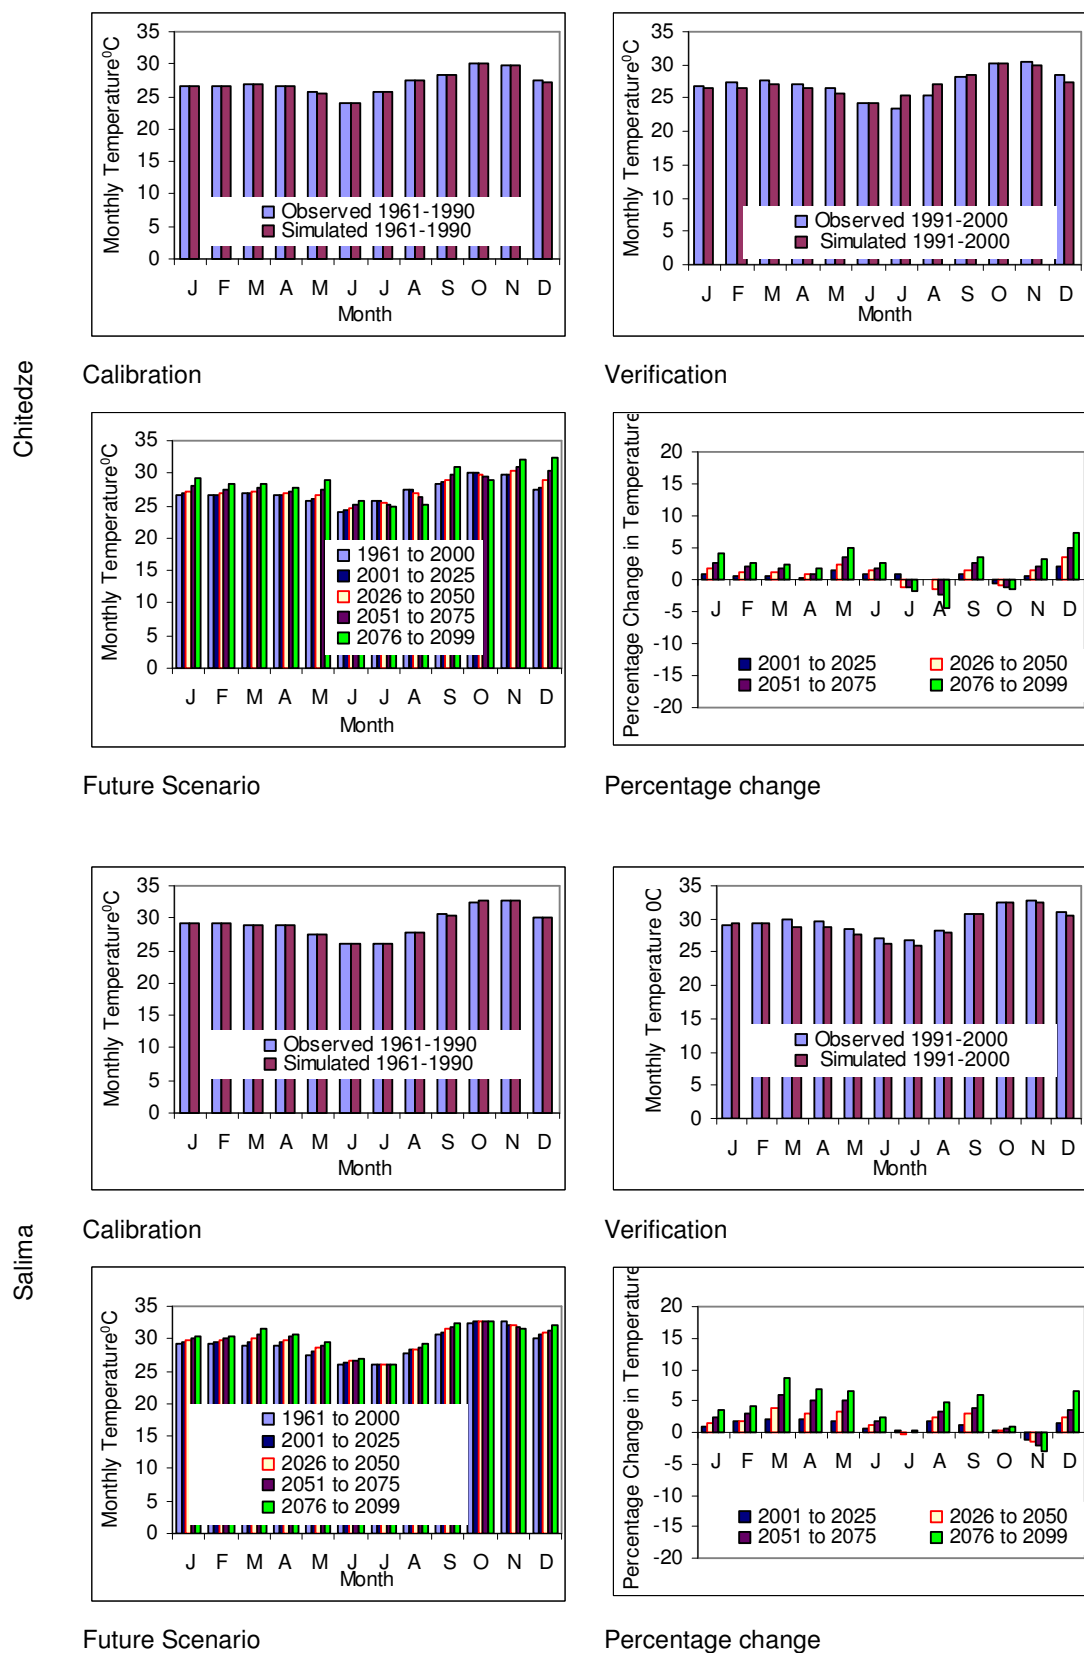 Chitedze
Monthly Temperature⁰C
35
30
25
20
15
10
5
0
Observed 1961-1990
Simulated 1961-1990
J F M A M J J A S O N D
Month
Calibration
Monthly Temperature⁰C
35
30
25
20
15
10
5
0
Observed 1991-2000
Simulated 1991-2000
J F M A M J J A S O N D
Month
Verification
Monthly Temperature⁰C
35
30
25
20
15
10
5
0
1961 to 2000
2001 to 2025
2026 to 2050
2051 to 2075
2076 to 2099
J F M A M J J A S O N D
Month
Future Scenario
Percentage Change in Temperature
20
15
10
5
0
-5
-10
-15
-20
J F M A M J J A S O N D
2001 to 2025 2026 to 2050
2051 to 2075 2076 to 2099
Percentage change
Salima
Monthly Temperature⁰C
35
30
25
20
15
10
5
0
Observed 1961-1990
Simulated 1961-1990
J F M A M J J A S O N D
Month
Calibration
Monthly Temperature 0C
35
30
25
20
15
10
5
0
Observed 1991-2000
Simulated 1991-2000
J F M A M J J A S O N D
Month
Verification
Monthly Temperature⁰C
35
30
25
20
15
10
5
0
1961 to 2000
2001 to 2025
2026 to 2050
2051 to 2075
2076 to 2099
J F M A M J J A S O N D
Month
Future Scenario
Percentage Change in Temperature
20
15
10
5
0
-5
-10
-15
-20
J F M A M J J A S O N D
2001 to 2025 2026 to 2050
2051 to 2075 2076 to 2099
Percentage change